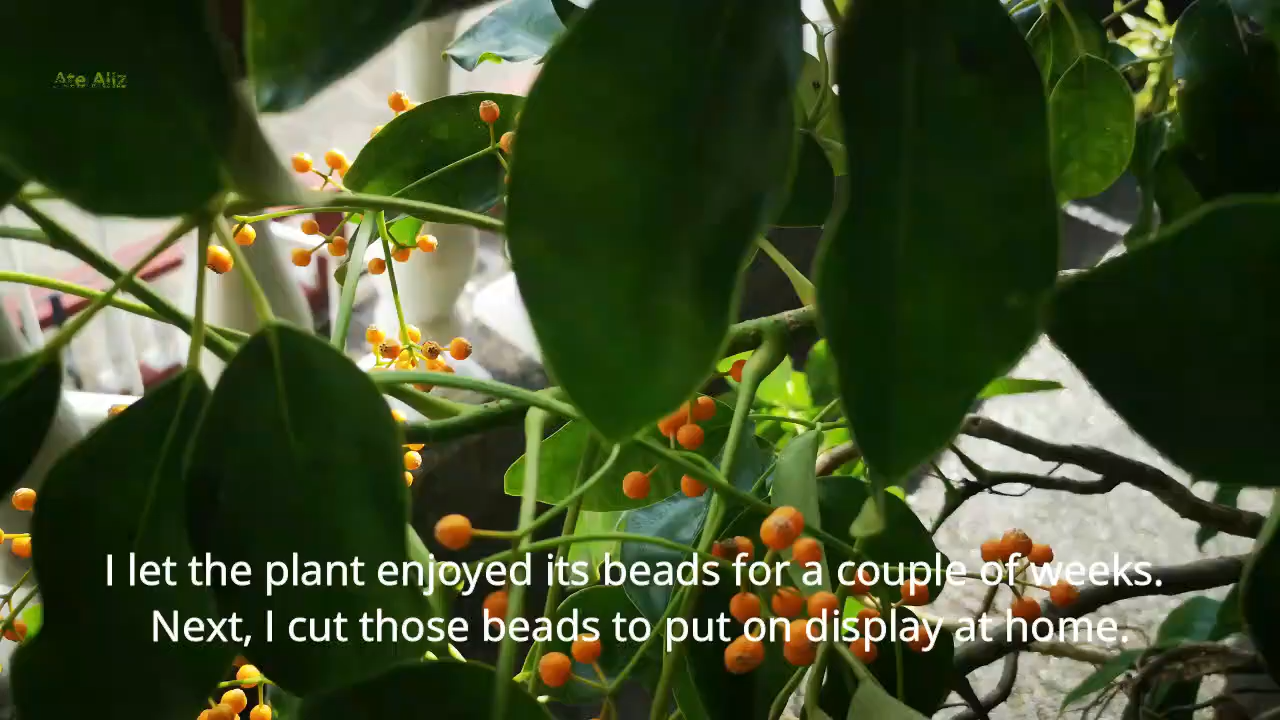 Ate Aliz
I let the plant enjoyed its beads for a couple of weeks.
Next, I cut those beads to put on display at home.